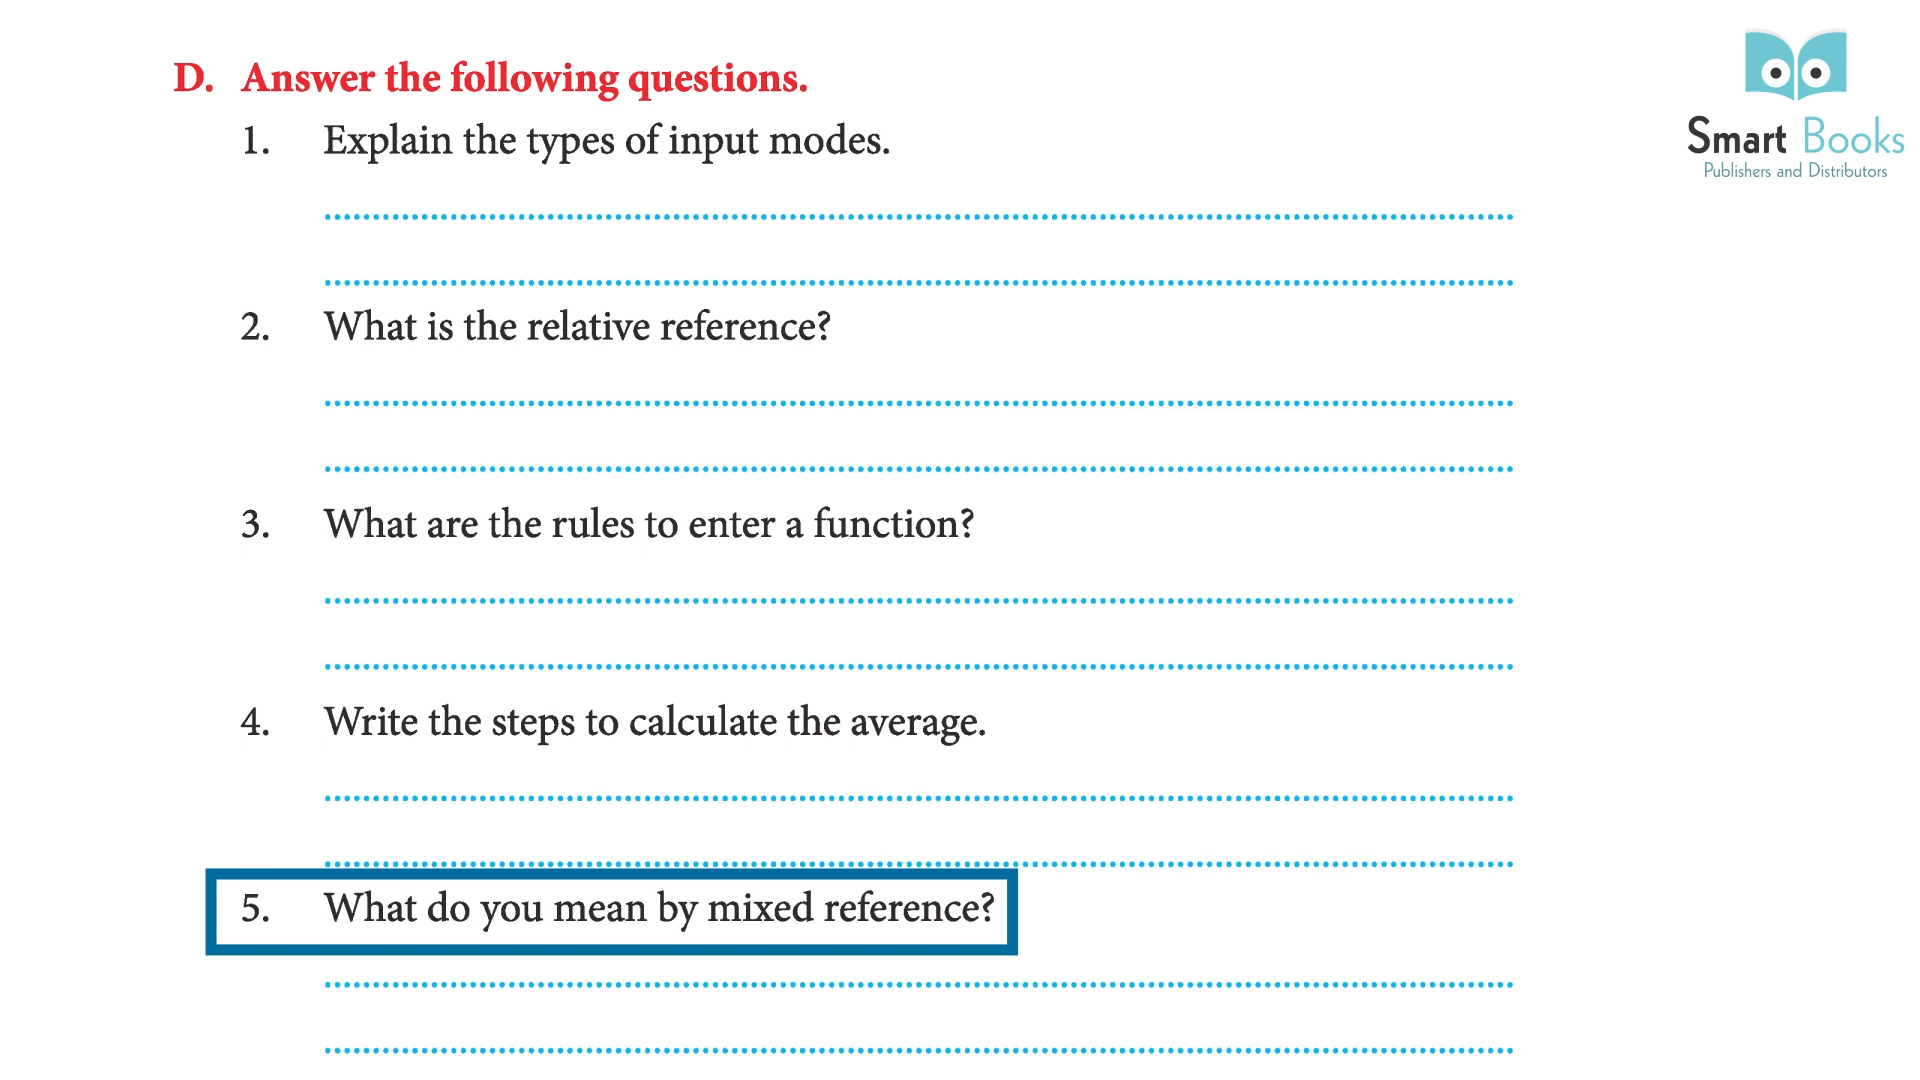 D. Answer the following questions.
Smart Books
Publishers and Distributors
1. Explain the types of input modes.
2. What is the relative reference?
3. What are the rules to enter a function?
4. Write the steps to calculate the average.
5. What do you mean by mixed reference?